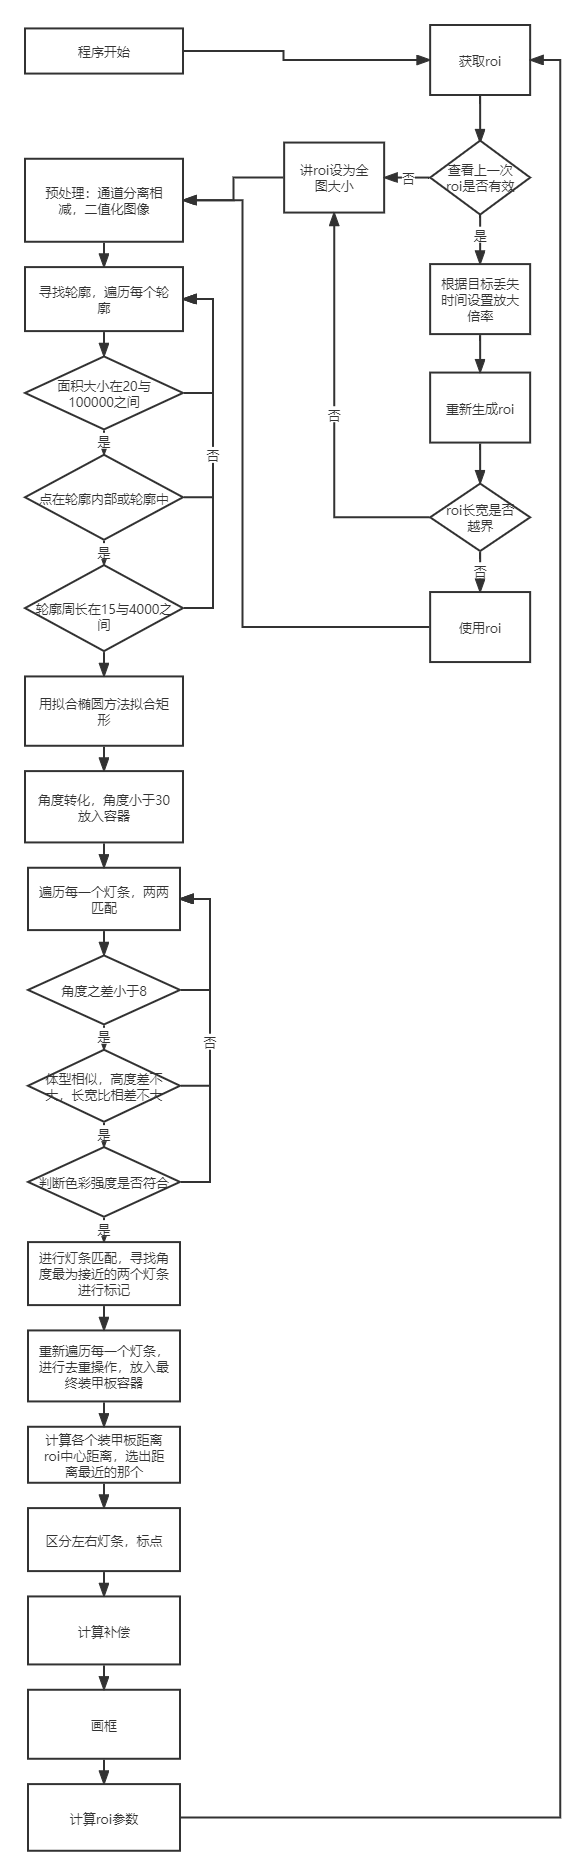 程序开始
获取roi
查看上一次
roi是否有效
否
是
讲roi设为全
图大小
根据目标丢失
时间设置放大
倍率
重新生成roi
roi长宽是否
越界
否
否
使用roi
预处理：通道分离相
减，二值化图像
寻找轮廓，遍历每个轮
廓
面积大小在20与
100000之间
是
否
点在轮廓内部或轮廓中
是
轮廓周长在15与4000之
间
用拟合椭圆方法拟合矩
形
角度转化，角度小于30
放入容器
遍历每一个灯条，两两
匹配
角度之差小于8
是
否
体型相似，高度差不
大，长宽比相差不大
是
判断色彩强度是否符合
是
进行灯条匹配，寻找角
度最为接近的两个灯条
进行标记
重新遍历每一个灯条，
进行去重操作，放入最
终装甲板容器
计算各个装甲板距离
roi中心距离，选出距
离最近的那个
区分左右灯条，标点
计算补偿
画框
计算roi参数